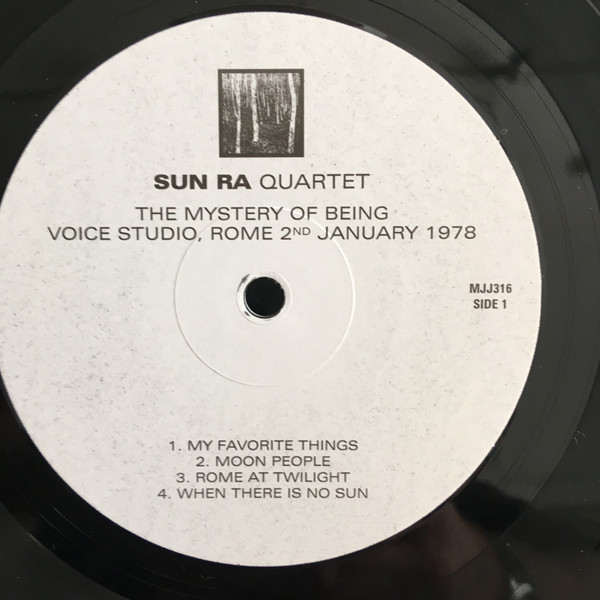 SUN RA QUARTET
THE MYSTERY OF BEING
VOICE STUDIO, ROME 2ND JANUARY 1978
MJJ316
SIDE 1
1. MY FAVORITE THINGS
2. MOON PEOPLE
3. ROME AT TWILIGHT
4. WHEN THERE IS NO SUN